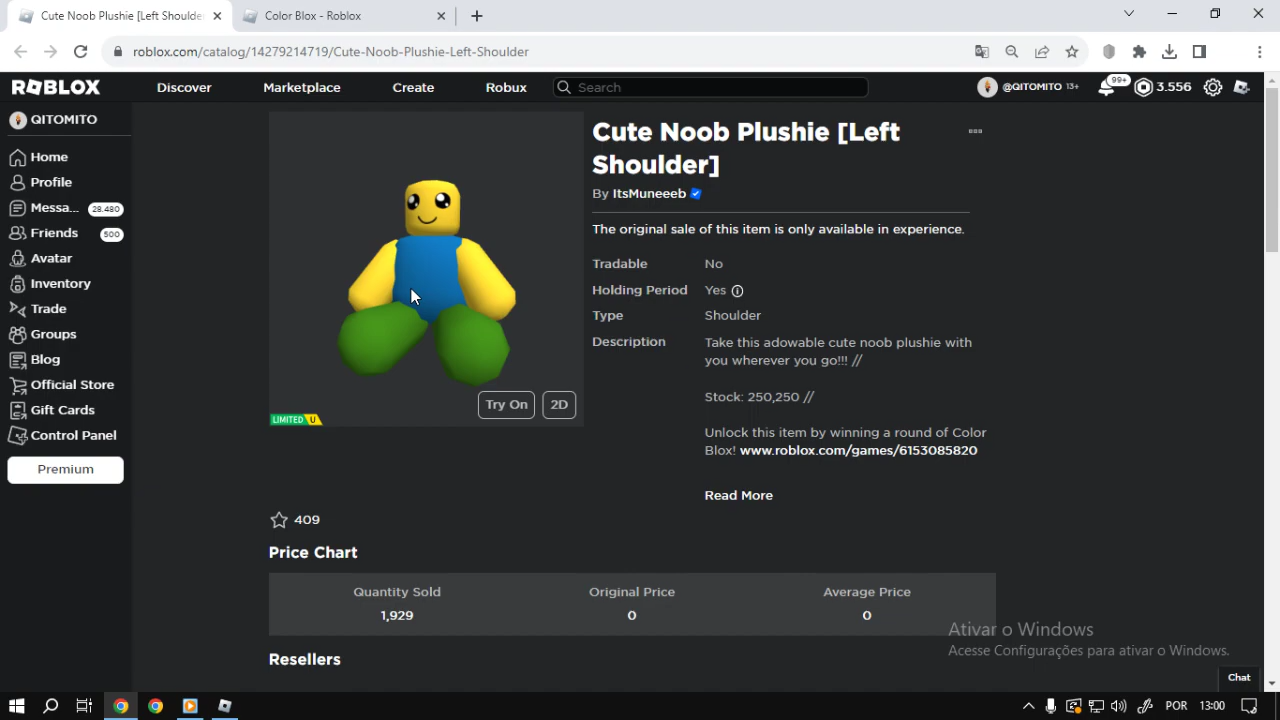 Cute Noob Plushie [Left Shoulder
Color Blox - Roblox
roblox.com/catalog/14279214719/Cute-Noob-Plushie-Left-Shoulder
ROBLOX
Discover
Marketplace
Create
Robux
Search
@QITOMITO 13+
99+
3.556
QITOMITO
Home
Profile
Messa... 28.480
Friends 500
Avatar
Inventory
Trade
Groups
Blog
Official Store
Gift Cards
Control Panel
Premium
LIMITED U
Try On
2D
Cute Noob Plushie [Left
Shoulder]
By ItsMuneeeb
The original sale of this item is only available in experience.
Tradable No
Holding Period Yes
Type Shoulder
Description Take this adowable cute noob plushie with
you wherever you go!!! //
Stock: 250,250 //
Unlock this item by winning a round of Color
Blox! www.roblox.com/games/6153085820
Read More
409
Price Chart
Quantity Sold Original Price Average Price
1,929 0 0
Resellers
Ativar o Windows
Acesse Configurações para ativar o Windows.
Chat
POR 13:00